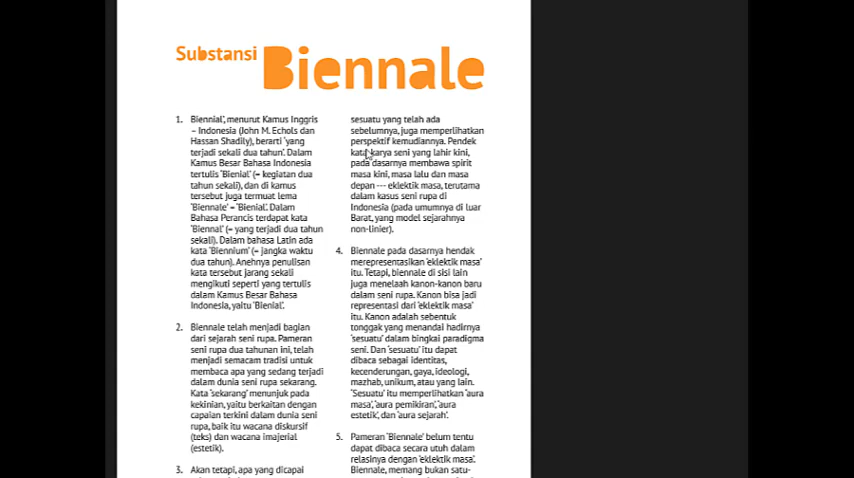 Substansi Biennale
1. Biennial', menurut Kamus Inggris
– Indonesia (John M. Echols dan
Hassan Shadily), berarti 'yang
terjadi sekali dua tahun'. Dalam
Kamus Besar Bahasa Indonesia
tertulis 'Bienial' (= kegiatan dua
tahun sekali), dan di kamus
tersebut juga termuat lema
'Biennale' = 'Bienial'. Dalam
Bahasa Perancis terdapat kata
'Biennal' (= yang terjadi dua tahun
sekali). Dalam bahasa Latin ada
kata 'Biennium' (= jangka waktu
dua tahun). Anehnya penulisan
kata tersebut jarang sekali
mengikuti seperti yang tertulis
dalam Kamus Besar Bahasa
Indonesia, yaitu 'Bienial'.
2. Biennale telah menjadi bagian
dari sejarah seni rupa. Pameran
seni rupa dua tahunan ini, telah
menjadi semacam tradisi untuk
membaca apa yang sedang terjadi
dalam dunia seni rupa sekarang.
Kata 'sekarang' menunjuk pada
kekinian, yaitu berkaitan dengan
capaian terkini dalam dunia seni
rupa, baik itu wacana diskursif
(teks) dan wacana imajerial
(estetik).
3. Akan tetapi, apa yang dicapai
sesuatu yang telah ada
sebelumnya, juga memperlihatkan
perspektif kemudiannya. Pendek
kata karya seni yang lahir kini,
pada dasarnya membawa spirit
masa kini, masa lalu dan masa
depan --- eklektik masa, terutama
dalam kasus seni rupa di
Indonesia (pada umumnya di luar
Barat, yang model sejarahnya
non-linier).
4. Biennale pada dasarnya hendak
merepresentasikan 'eklektik masa'
itu. Tetapi, biennale di sisi lain
juga menelaah kanon-kanon baru
dalam seni rupa. Kanon bisa jadi
representasi dari 'eklektik masa'
itu. Kanon adalah sebentuk
tonggak yang menandai hadirnya
'sesuatu' dalam bingkai paradigma
seni. Dan 'sesuatu' itu dapat
dibaca sebagai identitas,
kecenderungan, gaya, ideologi,
mazhab, unikum, atau yang lain.
'Sesuatu' itu memperlihatkan 'aura
masa', 'aura pemikiran', 'aura
estetik', dan 'aura sejarah'.
5. Pameran 'Biennale' belum tentu
dapat dibaca secara utuh dalam
relasinya dengan 'eklektik masa'.
Biennale, memang bukan satu-